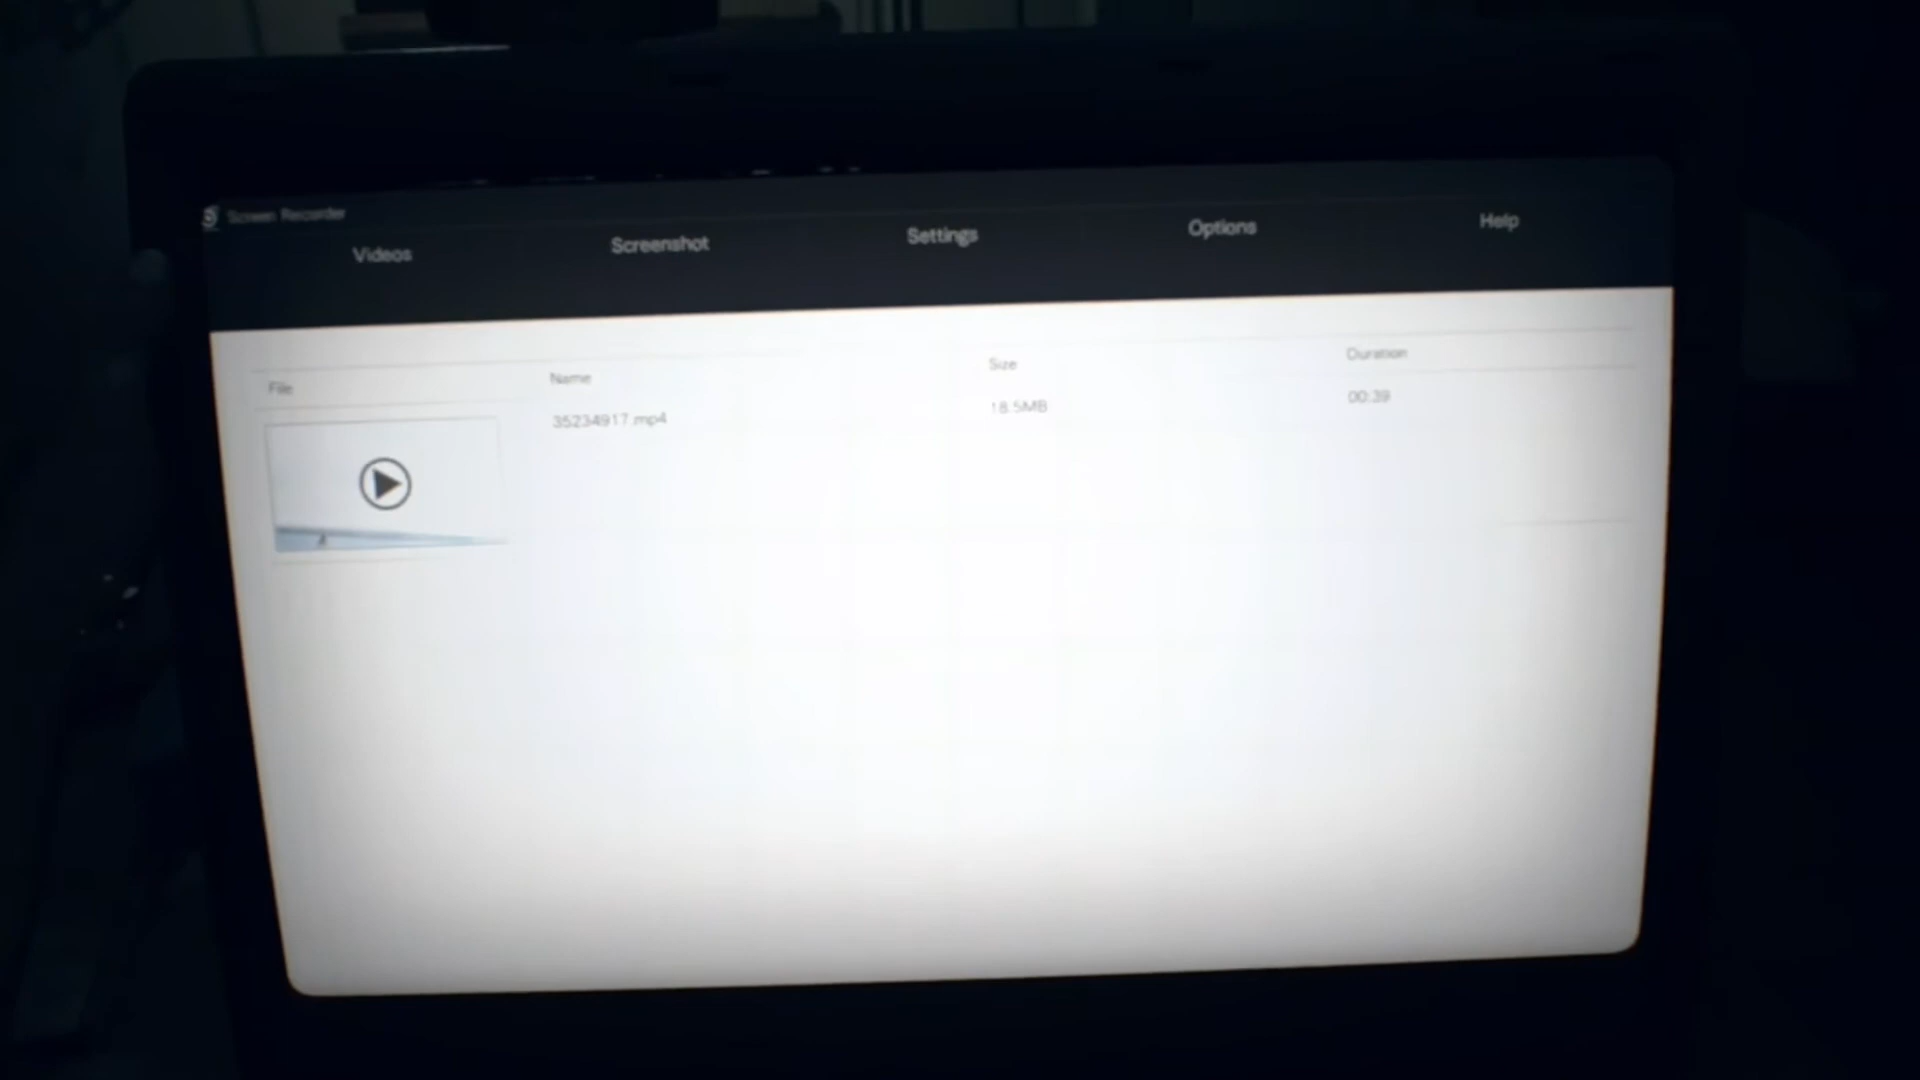 Screen Recorder
Videos Screenshot Settings Options Help
File Name Size Duration
35234917.mp4 18.5MB 00:39